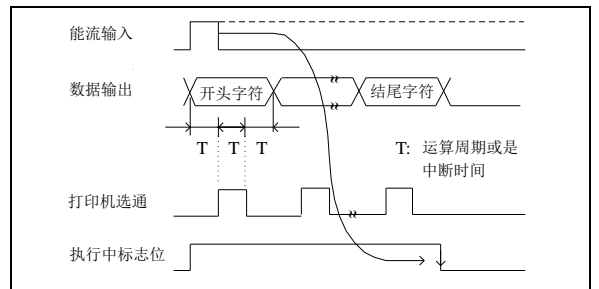 能流输入
数据输出
开头字符
结尾字符
T T T
T: 运算周期或是
中断时间
打印机选通
执行中标志位